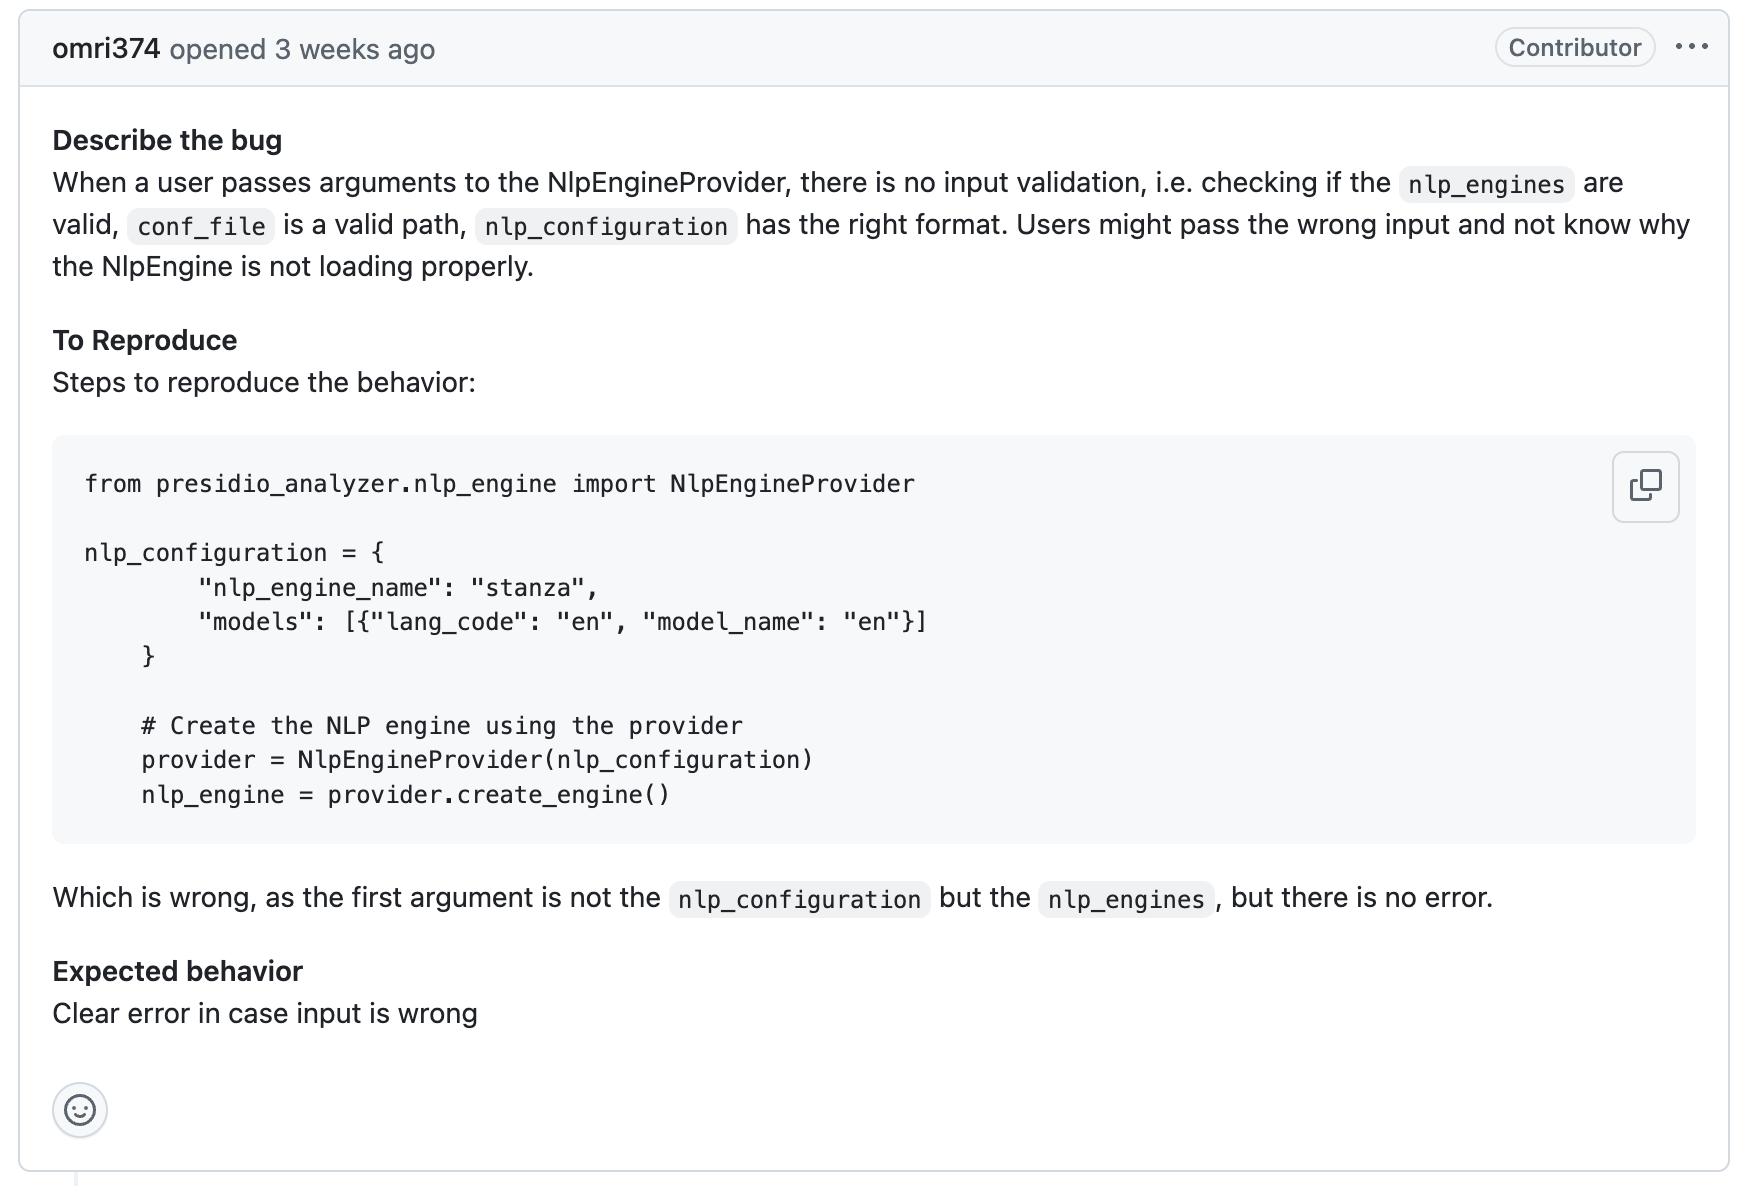 omri374 opened 3 weeks ago
Contributor
Describe the bug
When a user passes arguments to the NlpEngineProvider, there is no input validation, i.e. checking if the nlp_engines are
valid, conf_file is a valid path, nlp_configuration has the right format. Users might pass the wrong input and not know why
the NlpEngine is not loading properly.
To Reproduce
Steps to reproduce the behavior:
from presidio_analyzer.nlp_engine import NlpEngineProvider
nlp_configuration = {
        "nlp_engine_name": "stanza",
        "models": [{"lang_code": "en", "model_name": "en"}]
    }
    # Create the NLP engine using the provider
    provider = NlpEngineProvider(nlp_configuration)
    nlp_engine = provider.create_engine()
Which is wrong, as the first argument is not the nlp_configuration but the nlp_engines, but there is no error.
Expected behavior
Clear error in case input is wrong